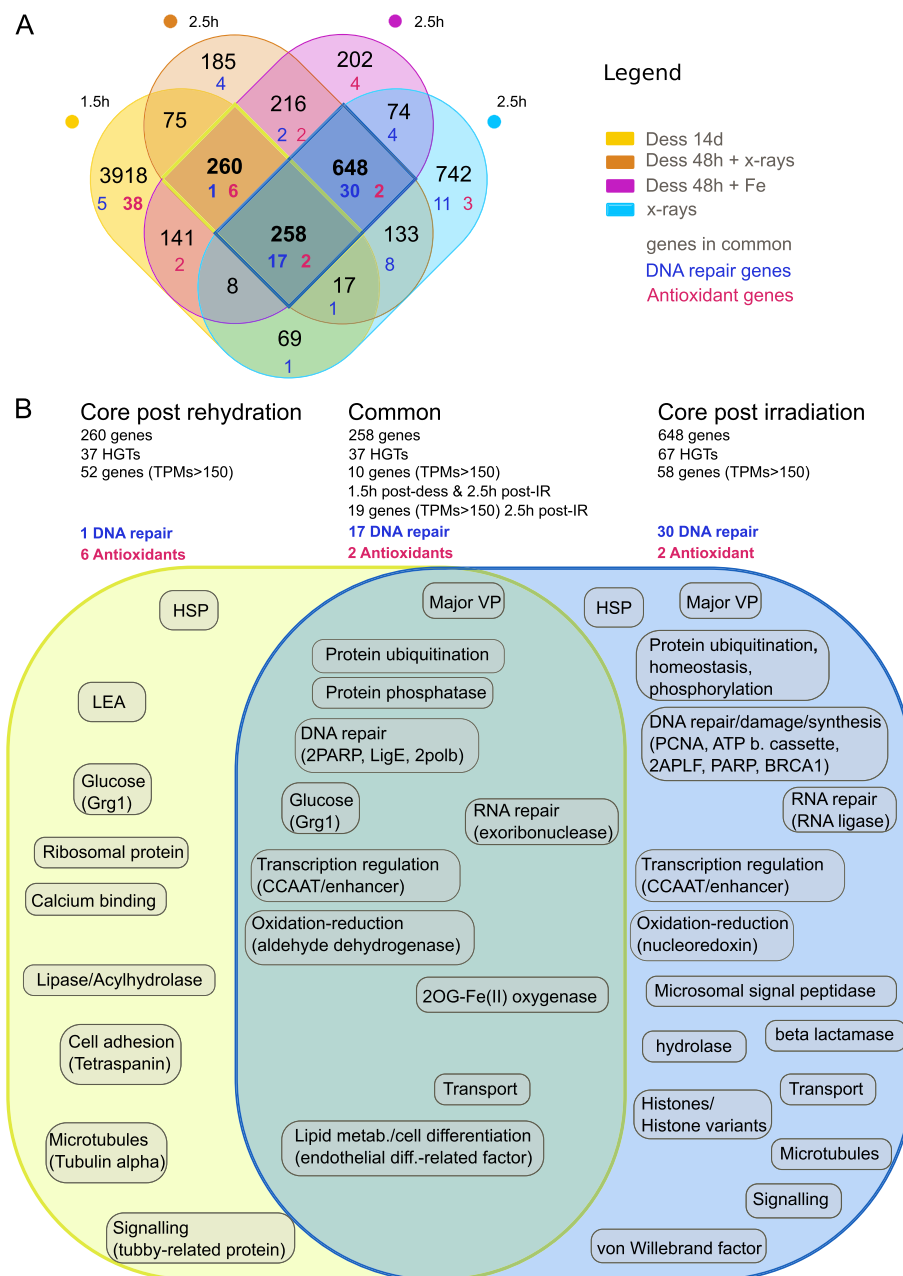 A
2.5h
2.5h
1.5h
2.5h
185
4
202
4
75
216
2 2
74
4
3918
5 38
260
1 6
648
30 2
742
11 3
141
2
258
17 2
133
8
8
17
1
69
1
Legend
Dess 14d
Dess 48h + x-rays
Dess 48h + Fe
x-rays
genes in common
DNA repair genes
Antioxidant genes
B
Core post rehydration
260 genes
37 HGTs
52 genes (TPMs>150)
1 DNA repair
6 Antioxidants
Common
258 genes
37 HGTs
10 genes (TPMs>150)
1.5h post-dess & 2.5h post-IR
19 genes (TPMs>150) 2.5h post-IR
17 DNA repair
2 Antioxidants
Core post irradiation
648 genes
67 HGTs
58 genes (TPMs>150)
30 DNA repair
2 Antioxidant
HSP
LEA
Glucose
(Grg1)
Ribosomal protein
Calcium binding
Lipase/Acylhydrolase
Cell adhesion
(Tetraspanin)
Microtubules
(Tubulin alpha)
Signalling
(tubby-related protein)
Major VP
Protein ubiquitination
Protein phosphatase
DNA repair
(2PARP, LigE, 2polb)
Glucose
(Grg1)
RNA repair
(exoribonuclease)
Transcription regulation
(CCAAT/enhancer)
Oxidation-reduction
(aldehyde dehydrogenase)
2OG-Fe(II) oxygenase
Transport
Lipid metab./cell differentiation
(endothelial diff.-related factor)
HSP
Major VP
Protein ubiquitination,
homeostasis,
phosphorylation
DNA repair/damage/synthesis
(PCNA, ATP b. cassette,
2APLF, PARP, BRCA1)
RNA repair
(RNA ligase)
Transcription regulation
(CCAAT/enhancer)
Oxidation-reduction
(nucleoredoxin)
Microsomal signal peptidase
beta lactamase
hydrolase
Transport
Histones/
Histone variants
Microtubules
Signalling
von Willebrand factor